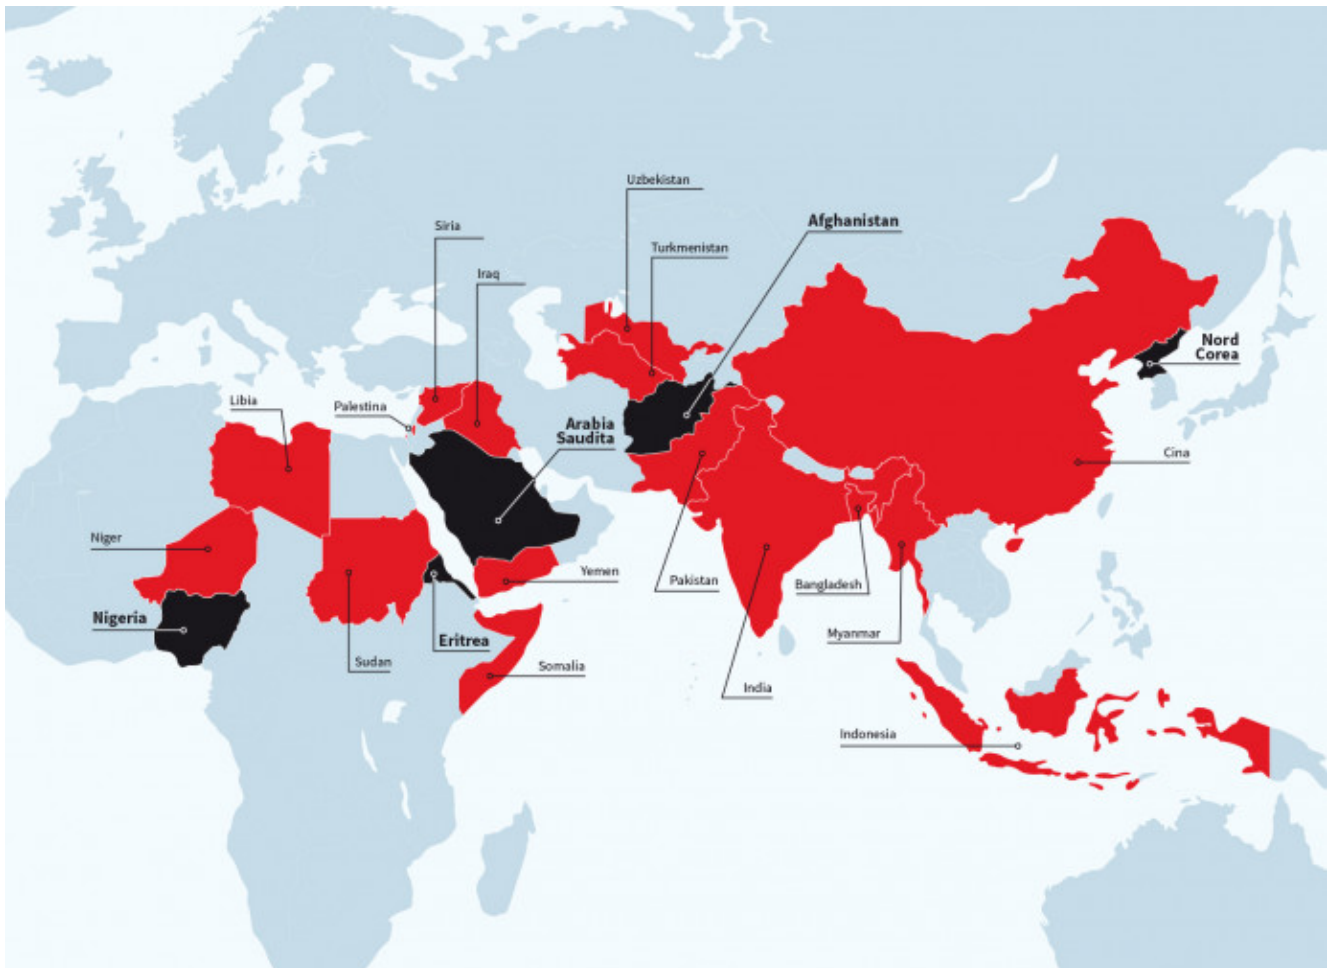 Uzbekistan
Afghanistan
Siria
Turkmenistan
Iraq
Nord
Corea
Libia
Palestina
Arabia
Saudita
Cina
Niger
Yemen
Pakistan
Bangladesh
Nigeria
Myanmar
Eritrea
Sudan
Somalia
India
Indonesia